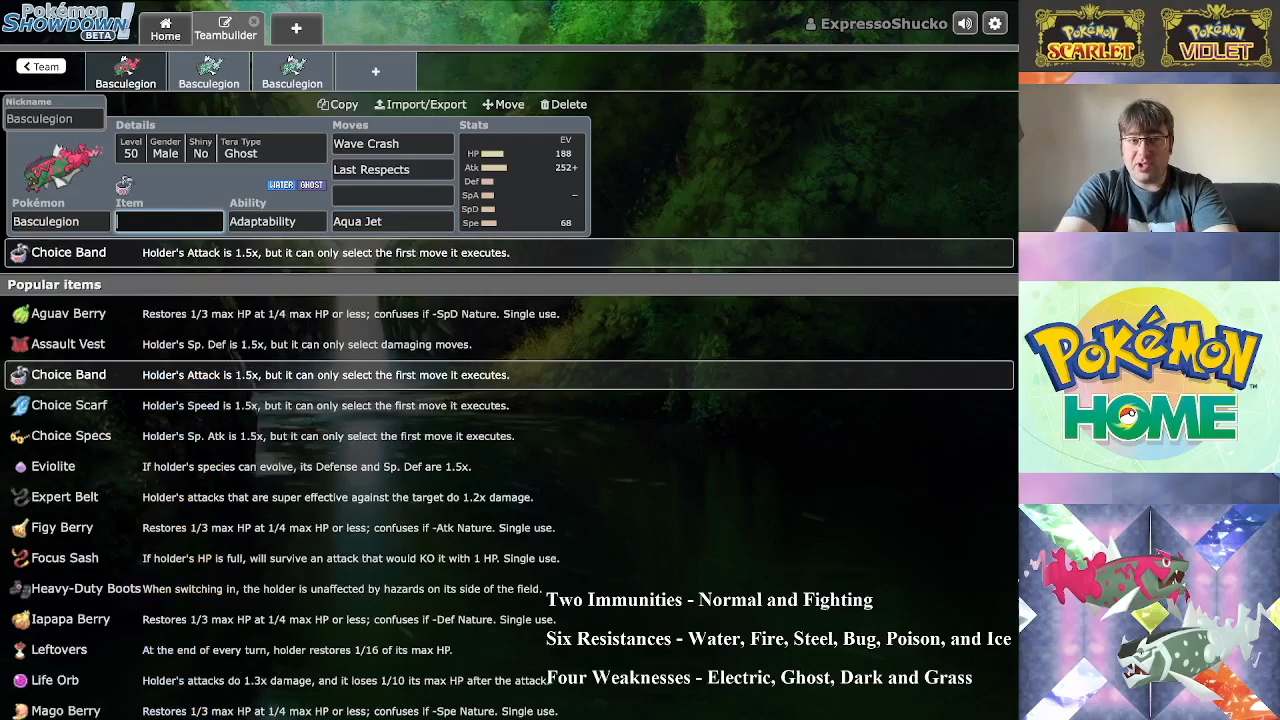 Pokémon
SHOWDOWN!
BETA
Home
Teambuilder
+
ExpressoShucko
POKÉMON
SCARLET
POKÉMON
VIOLET
< Team
Basculegion
Basculegion
Basculegion
+
Nickname
Basculegion
Copy
Import/Export
Move
Delete
Details
Level
50
Gender
Male
Shiny
No
Tera Type
Ghost
WATER GHOST
Pokémon
Basculegion
Item
Ability
Adaptability
Moves
Wave Crash
Last Respects
Aqua Jet
Stats
EV
HP 188
Atk 252+
Def
SpA –
SpD
Spe 68
Choice Band Holder's Attack is 1.5x, but it can only select the first move it executes.
Popular items
Aguav Berry Restores 1/3 max HP at 1/4 max HP or less; confuses if -SpD Nature. Single use.
Assault Vest Holder's Sp. Def is 1.5x, but it can only select damaging moves.
Choice Band Holder's Attack is 1.5x, but it can only select the first move it executes.
Choice Scarf Holder's Speed is 1.5x, but it can only select the first move it executes.
Choice Specs Holder's Sp. Atk is 1.5x, but it can only select the first move it executes.
Eviolite If holder's species can evolve, its Defense and Sp. Def are 1.5x.
Expert Belt Holder's attacks that are super effective against the target do 1.2x damage.
Figy Berry Restores 1/3 max HP at 1/4 max HP or less; confuses if -Atk Nature. Single use.
Focus Sash If holder's HP is full, will survive an attack that would KO it with 1 HP. Single use.
Heavy-Duty Boots When switching in, the holder is unaffected by hazards on its side of the field.
Iapapa Berry Restores 1/3 max HP at 1/4 max HP or less; confuses if -Def Nature. Single use.
Leftovers At the end of every turn, holder restores 1/16 of its max HP.
Life Orb Holder's attacks do 1.3x damage, and it loses 1/10 its max HP after the attack.
Mago Berry Restores 1/3 max HP at 1/4 max HP or less; confuses if -Spe Nature. Single use.
Two Immunities - Normal and Fighting
Six Resistances - Water, Fire, Steel, Bug, Poison, and Ice
Four Weaknesses - Electric, Ghost, Dark and Grass
POKéMON
TM
HOME